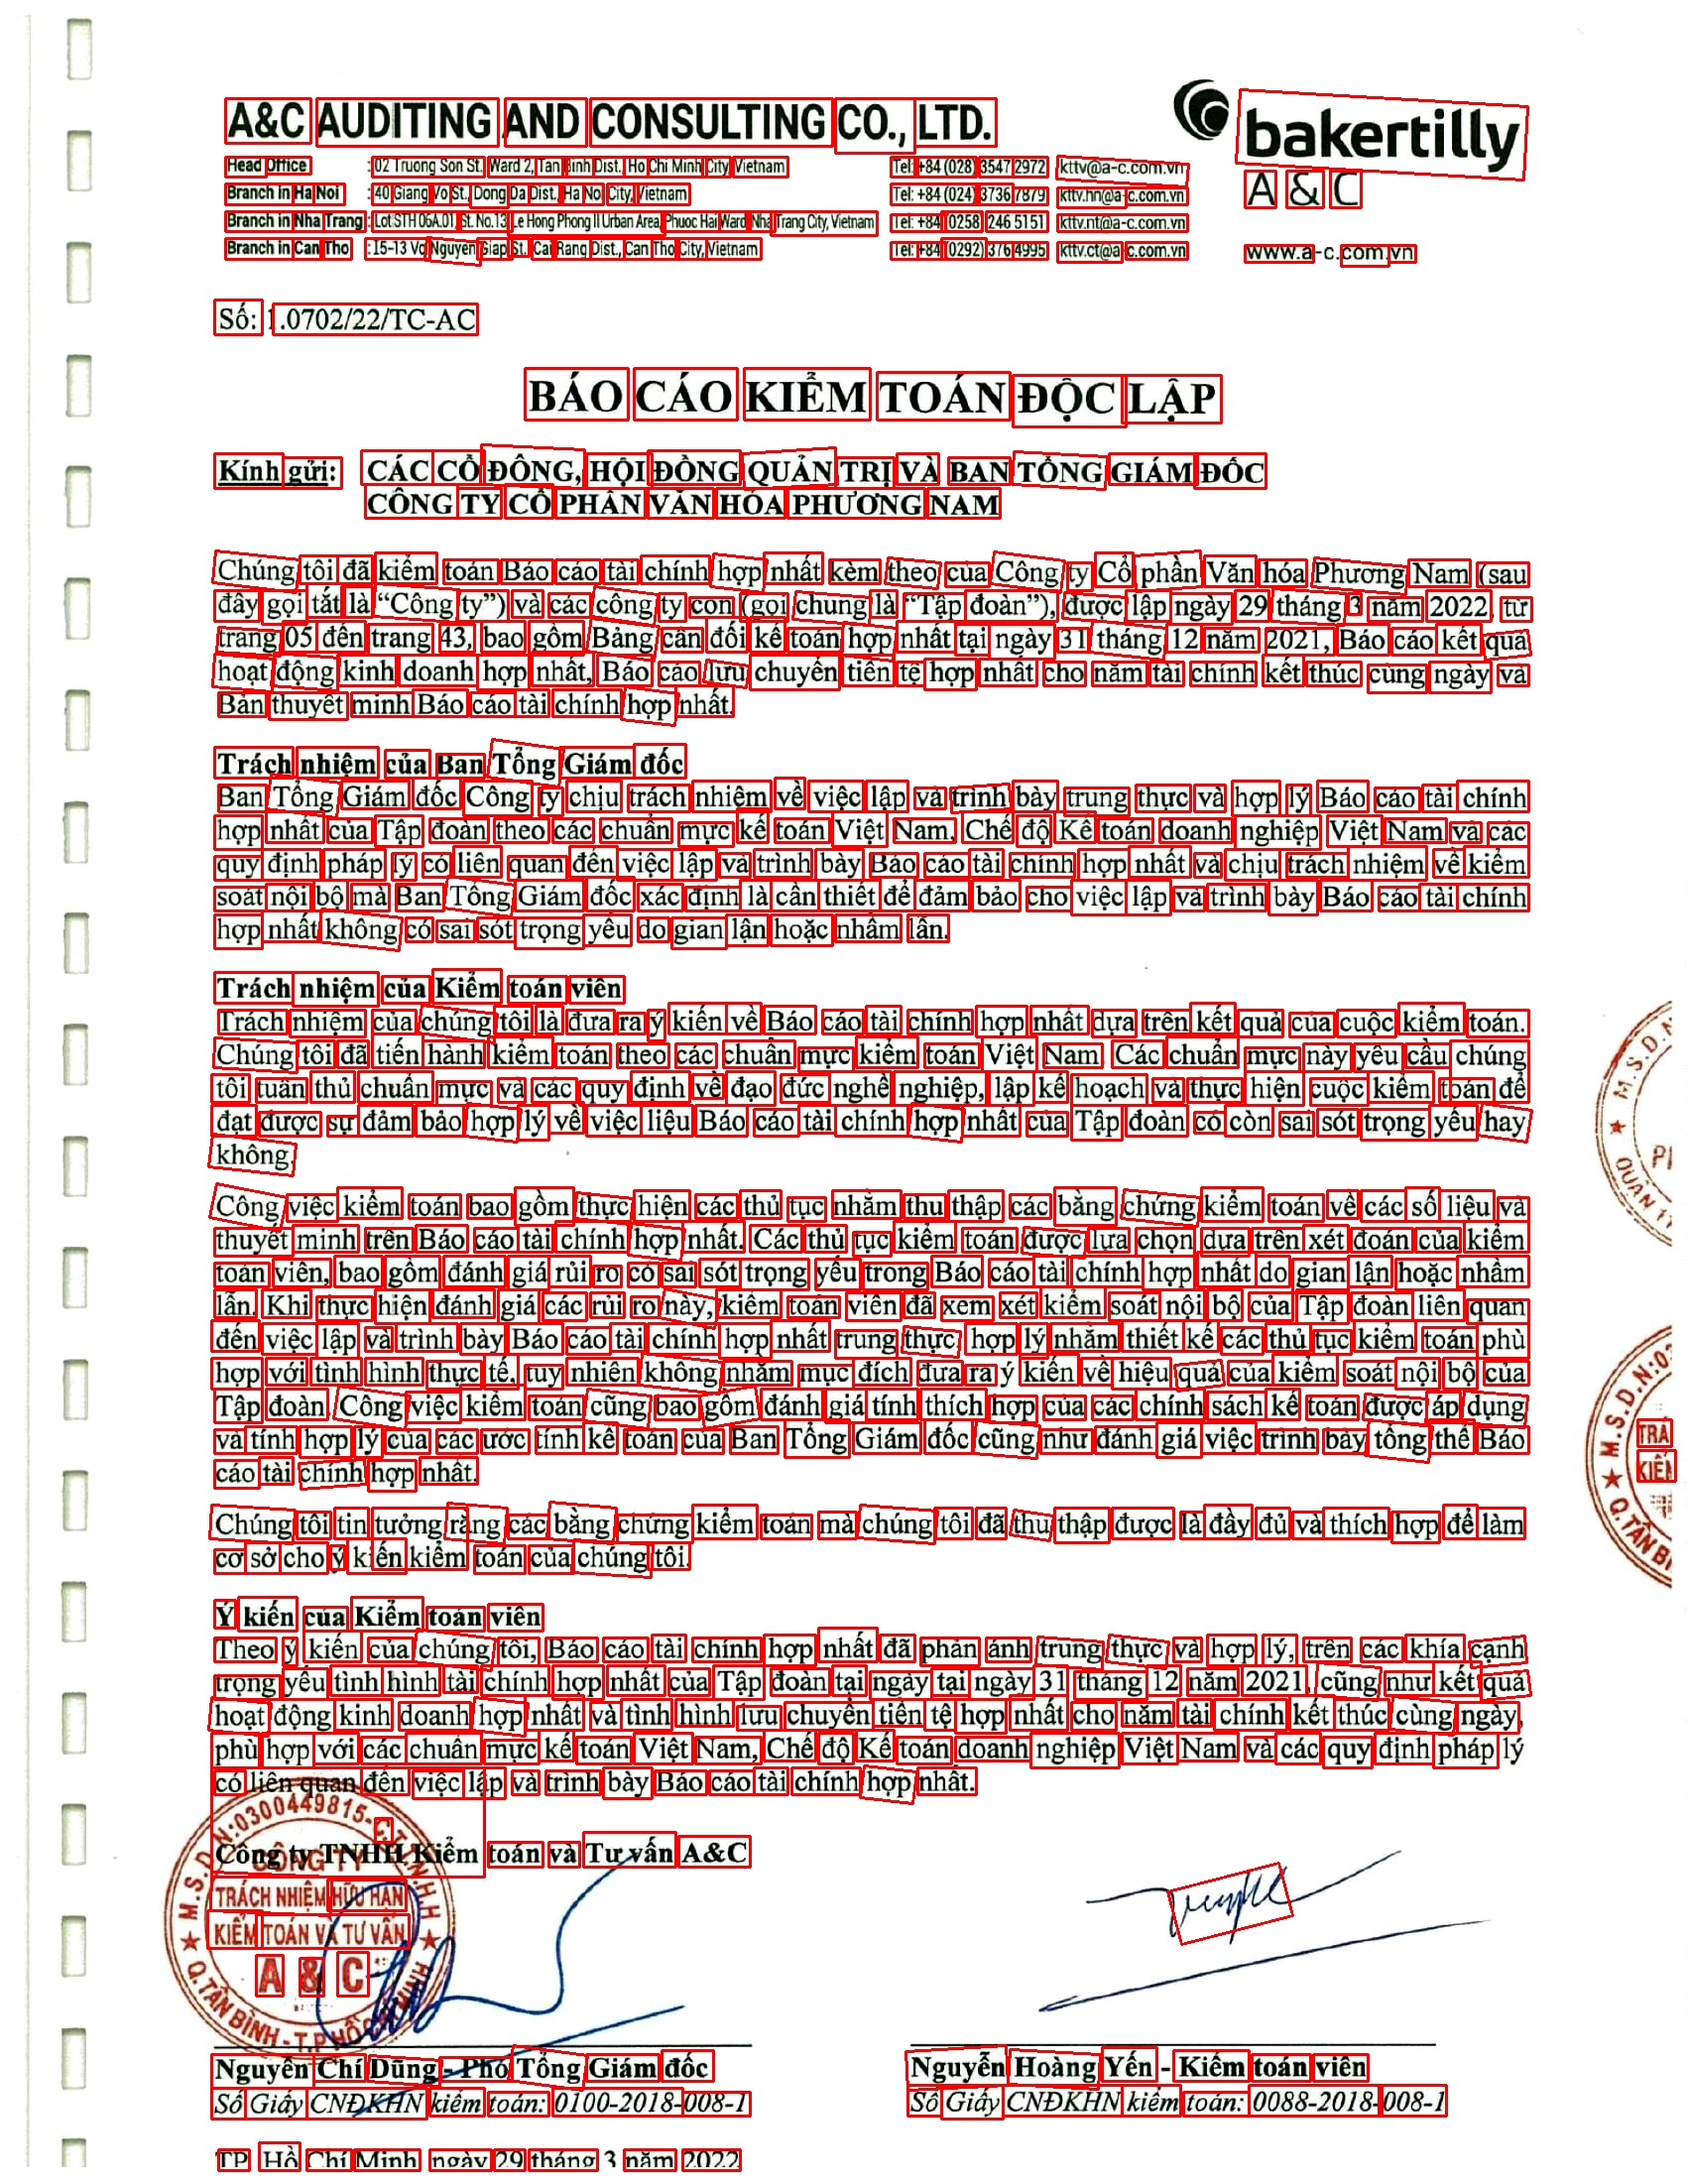 A&C AUDITING AND CONSULTING CO., LTD.
bakertilly
A & C
Head Office : 02 Truong Son St., Ward 2, Tan Binh Dist., Ho Chi Minh City, Vietnam Tel: +84 (028) 3547 2972 kttv@a-c.com.vn
Branch in Ha Noi : 40 Giang Vo St., Dong Da Dist., Ha Noi City, Vietnam Tel: +84 (024) 3736 7879 kttv.hn@a-c.com.vn
Branch in Nha Trang : Lot STH 06A.01, St. No.13, Le Hong Phong II Urban Area, Phuoc Hai Ward, Nha Trang City, Vietnam Tel: +84 (0258) 246 5151 kttv.nt@a-c.com.vn
Branch in Can Tho : 15-13 Vo Nguyen Giap St., Cai Rang Dist., Can Tho City, Vietnam Tel: +84 (0292) 376 4995 kttv.ct@a-c.com.vn
www.a-c.com.vn
Số: 1.0702/22/TC-AC
BÁO CÁO KIỂM TOÁN ĐỘC LẬP
Kính gửi: CÁC CỔ ĐÔNG, HỘI ĐỒNG QUẢN TRỊ VÀ BAN TỔNG GIÁM ĐỐC
CÔNG TY CỔ PHẦN VĂN HÓA PHƯƠNG NAM
Chúng tôi đã kiểm toán Báo cáo tài chính hợp nhất kèm theo của Công ty Cổ phần Văn hóa Phương Nam (sau
đây gọi tắt là “Công ty”) và các công ty con (gọi chung là “Tập đoàn”), được lập ngày 29 tháng 3 năm 2022, từ
trang 05 đến trang 43, bao gồm Bảng cân đối kế toán hợp nhất tại ngày 31 tháng 12 năm 2021, Báo cáo kết quả
hoạt động kinh doanh hợp nhất, Báo cáo lưu chuyển tiền tệ hợp nhất cho năm tài chính kết thúc cùng ngày và
Bản thuyết minh Báo cáo tài chính hợp nhất.
Trách nhiệm của Ban Tổng Giám đốc
Ban Tổng Giám đốc Công ty chịu trách nhiệm về việc lập và trình bày trung thực và hợp lý Báo cáo tài chính
hợp nhất của Tập đoàn theo các chuẩn mực kế toán Việt Nam, Chế độ Kế toán doanh nghiệp Việt Nam và các
quy định pháp lý có liên quan đến việc lập và trình bày Báo cáo tài chính hợp nhất và chịu trách nhiệm về kiểm
soát nội bộ mà Ban Tổng Giám đốc xác định là cần thiết để đảm bảo cho việc lập và trình bày Báo cáo tài chính
hợp nhất không có sai sót trọng yếu do gian lận hoặc nhầm lẫn.
Trách nhiệm của Kiểm toán viên
Trách nhiệm của chúng tôi là đưa ra ý kiến về Báo cáo tài chính hợp nhất dựa trên kết quả của cuộc kiểm toán.
Chúng tôi đã tiến hành kiểm toán theo các chuẩn mực kiểm toán Việt Nam. Các chuẩn mực này yêu cầu chúng
tôi tuân thủ chuẩn mực và các quy định về đạo đức nghề nghiệp, lập kế hoạch và thực hiện cuộc kiểm toán để
đạt được sự đảm bảo hợp lý về việc liệu Báo cáo tài chính hợp nhất của Tập đoàn có còn sai sót trọng yếu hay
không.
Công việc kiểm toán bao gồm thực hiện các thủ tục nhằm thu thập các bằng chứng kiểm toán về các số liệu và
thuyết minh trên Báo cáo tài chính hợp nhất. Các thủ tục kiểm toán được lựa chọn dựa trên xét đoán của kiểm
toán viên, bao gồm đánh giá rủi ro có sai sót trọng yếu trong Báo cáo tài chính hợp nhất do gian lận hoặc nhầm
lẫn. Khi thực hiện đánh giá các rủi ro này, kiểm toán viên đã xem xét kiểm soát nội bộ của Tập đoàn liên quan
đến việc lập và trình bày Báo cáo tài chính hợp nhất trung thực, hợp lý nhằm thiết kế các thủ tục kiểm toán phù
hợp với tình hình thực tế, tuy nhiên không nhằm mục đích đưa ra ý kiến về hiệu quả của kiểm soát nội bộ của
Tập đoàn. Công việc kiểm toán cũng bao gồm đánh giá tính thích hợp của các chính sách kế toán được áp dụng
và tính hợp lý của các ước tính kế toán của Ban Tổng Giám đốc cũng như đánh giá việc trình bày tổng thể Báo
cáo tài chính hợp nhất.
Chúng tôi tin tưởng rằng các bằng chứng kiểm toán mà chúng tôi đã thu thập được là đầy đủ và thích hợp để làm
cơ sở cho ý kiến kiểm toán của chúng tôi.
Ý kiến của Kiểm toán viên
Theo ý kiến của chúng tôi, Báo cáo tài chính hợp nhất đã phản ánh trung thực và hợp lý, trên các khía cạnh
trọng yếu tình hình tài chính hợp nhất của Tập đoàn tại ngày tại ngày 31 tháng 12 năm 2021, cũng như kết quả
hoạt động kinh doanh hợp nhất và tình hình lưu chuyển tiền tệ hợp nhất cho năm tài chính kết thúc cùng ngày,
phù hợp với các chuẩn mực kế toán Việt Nam, Chế độ Kế toán doanh nghiệp Việt Nam và các quy định pháp lý
có liên quan đến việc lập và trình bày Báo cáo tài chính hợp nhất.
Công ty TNHH Kiểm toán và Tư vấn A&C
M.S.D.N:0300449815-C.T.T.N.H.H
CÔNG TY
TRÁCH NHIỆM HỮU HẠN
KIỂM TOÁN VÀ TƯ VẤN
A & C
Q.TÂN BÌNH - T.P HỒ CHÍ MINH
Nguyễn Chí Dũng - Phó Tổng Giám đốc
Số Giấy CNĐKHN kiểm toán: 0100-2018-008-1
Nguyễn Hoàng Yến - Kiểm toán viên
Số Giấy CNĐKHN kiểm toán: 0088-2018-008-1
TP. Hồ Chí Minh, ngày 29 tháng 3 năm 2022